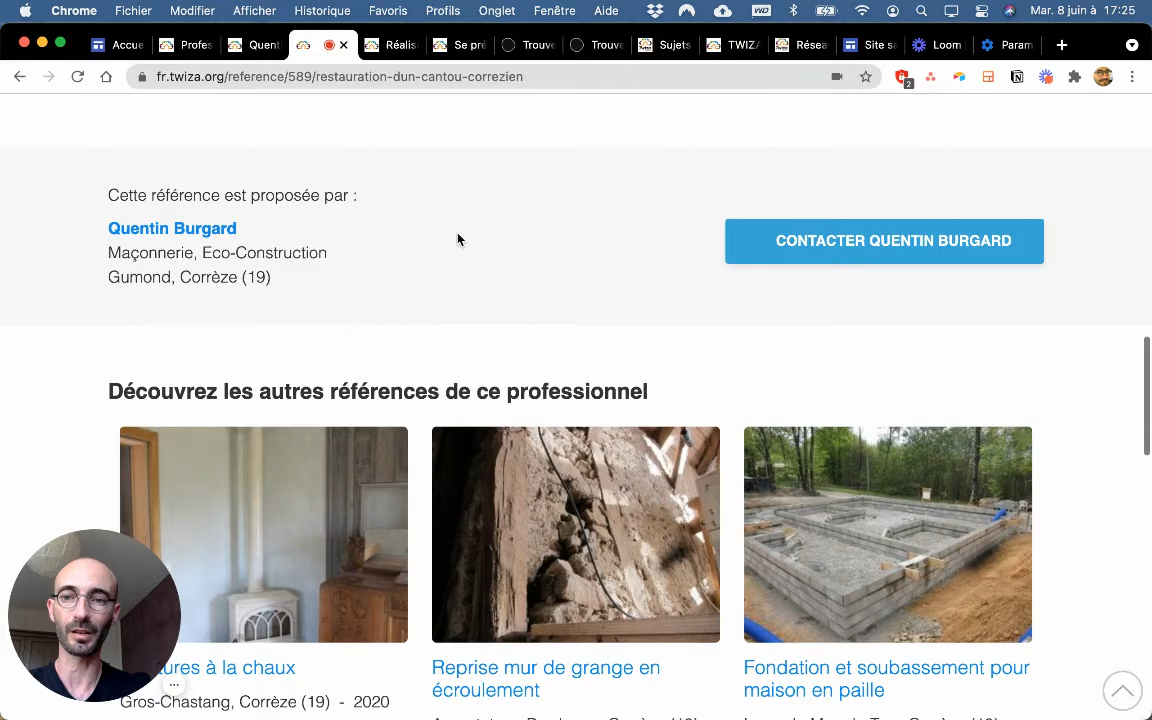 Chrome Fichier Modifier Afficher Historique Favoris Profils Onglet Fenêtre Aide WD Mar. 8 juin à 17:25
Accue Profes Quent Réalis Se pré Trouve Trouve Sujets TWIZA Résea Site sa Loom Param
fr.twiza.org/reference/589/restauration-dun-cantou-correzien 2
Cette référence est proposée par :
Quentin Burgard
Maçonnerie, Eco-Construction
Gumond, Corrèze (19)
CONTACTER QUENTIN BURGARD
Découvrez les autres références de ce professionnel
ures à la chaux
Gros-Chastang, Corrèze (19) - 2020
Reprise mur de grange en
écroulement
Fondation et soubassement pour
maison en paille